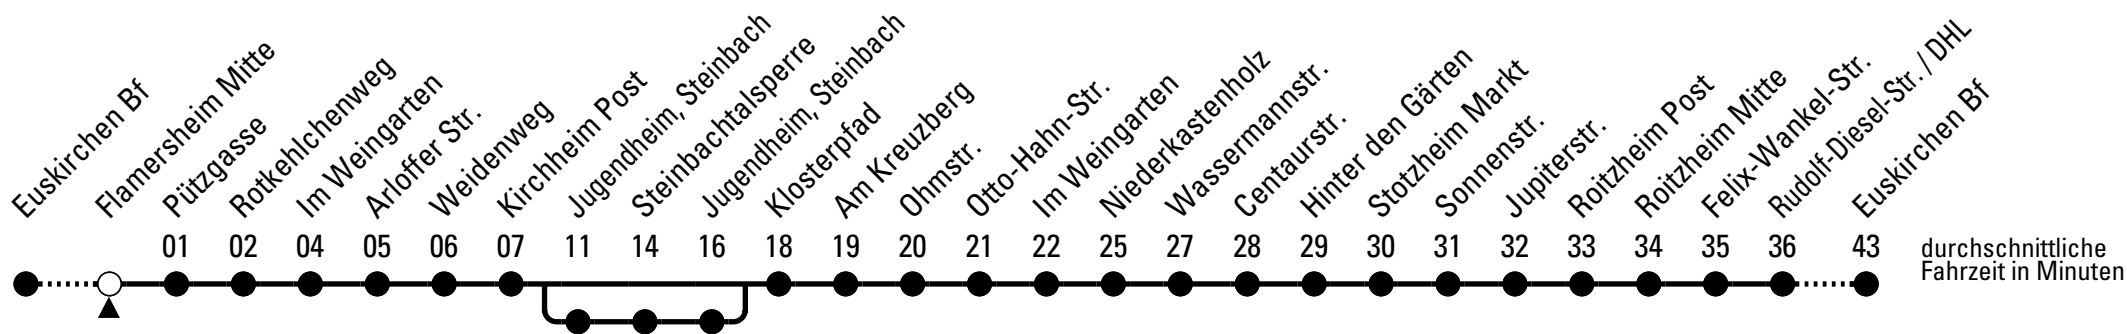 Euskirchen Bf
Flamersheim Mitte
Pützgasse
Rotkehlchenweg
Im Weingarten
Arloffer Str.
Weidenweg
Kirchheim Post
Jugendheim, Steinbach
Steinbachtalsperre
Jugendheim, Steinbach
Klosterpfad
Am Kreuzberg
Ohmstr.
Otto-Hahn-Str.
Im Weingarten
Niederkastenholz
Wassermannstr.
Centaurstr.
Hinter den Gärten
Stotzheim Markt
Sonnenstr.
Jupiterstr.
Roitzheim Post
Roitzheim Mitte
Felix-Wankel-Str.
Rudolf-Diesel-Str. / DHL
Euskirchen Bf
01 02 04 05 06 07 11 14 16 18 19 20 21 22 25 27 28 29 30 31 32 33 34 35 36 43
durchschnittliche
Fahrzeit in Minuten